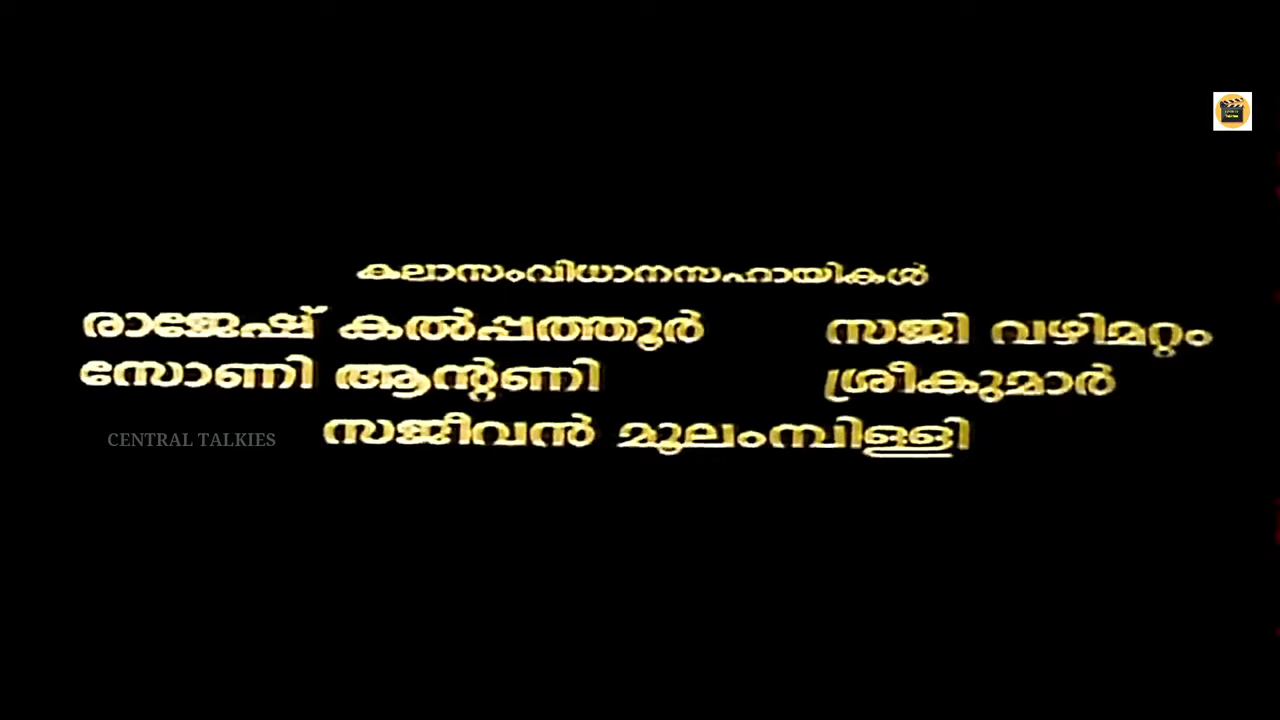 കലാസംവിധാനസഹായികൾ
രാജേഷ് കൽപ്പത്തൂർ സജി വഴിമറ്റം
സോണി ആന്റണി ശ്രീകുമാർ
സജീവൻ മൂലംമ്പിള്ളി
CENTRAL TALKIES